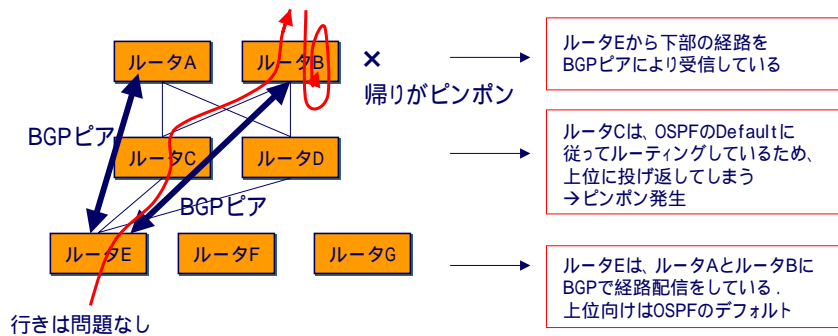 ルータA
ルータB
×
帰りがピンポン
BGPピア
ルータC
ルータD
BGPピア
ルータE
ルータF
ルータG
行きは問題なし
ルータEから下部の経路を
BGPピアにより受信している
ルータCは、OSPFのDefaultに
従ってルーティングしているため、
上位に投げ返してしまう
→ピンポン発生
ルータEは、ルータAとルータBに
BGPで経路配信をしている.
上位向けはOSPFのデフォルト